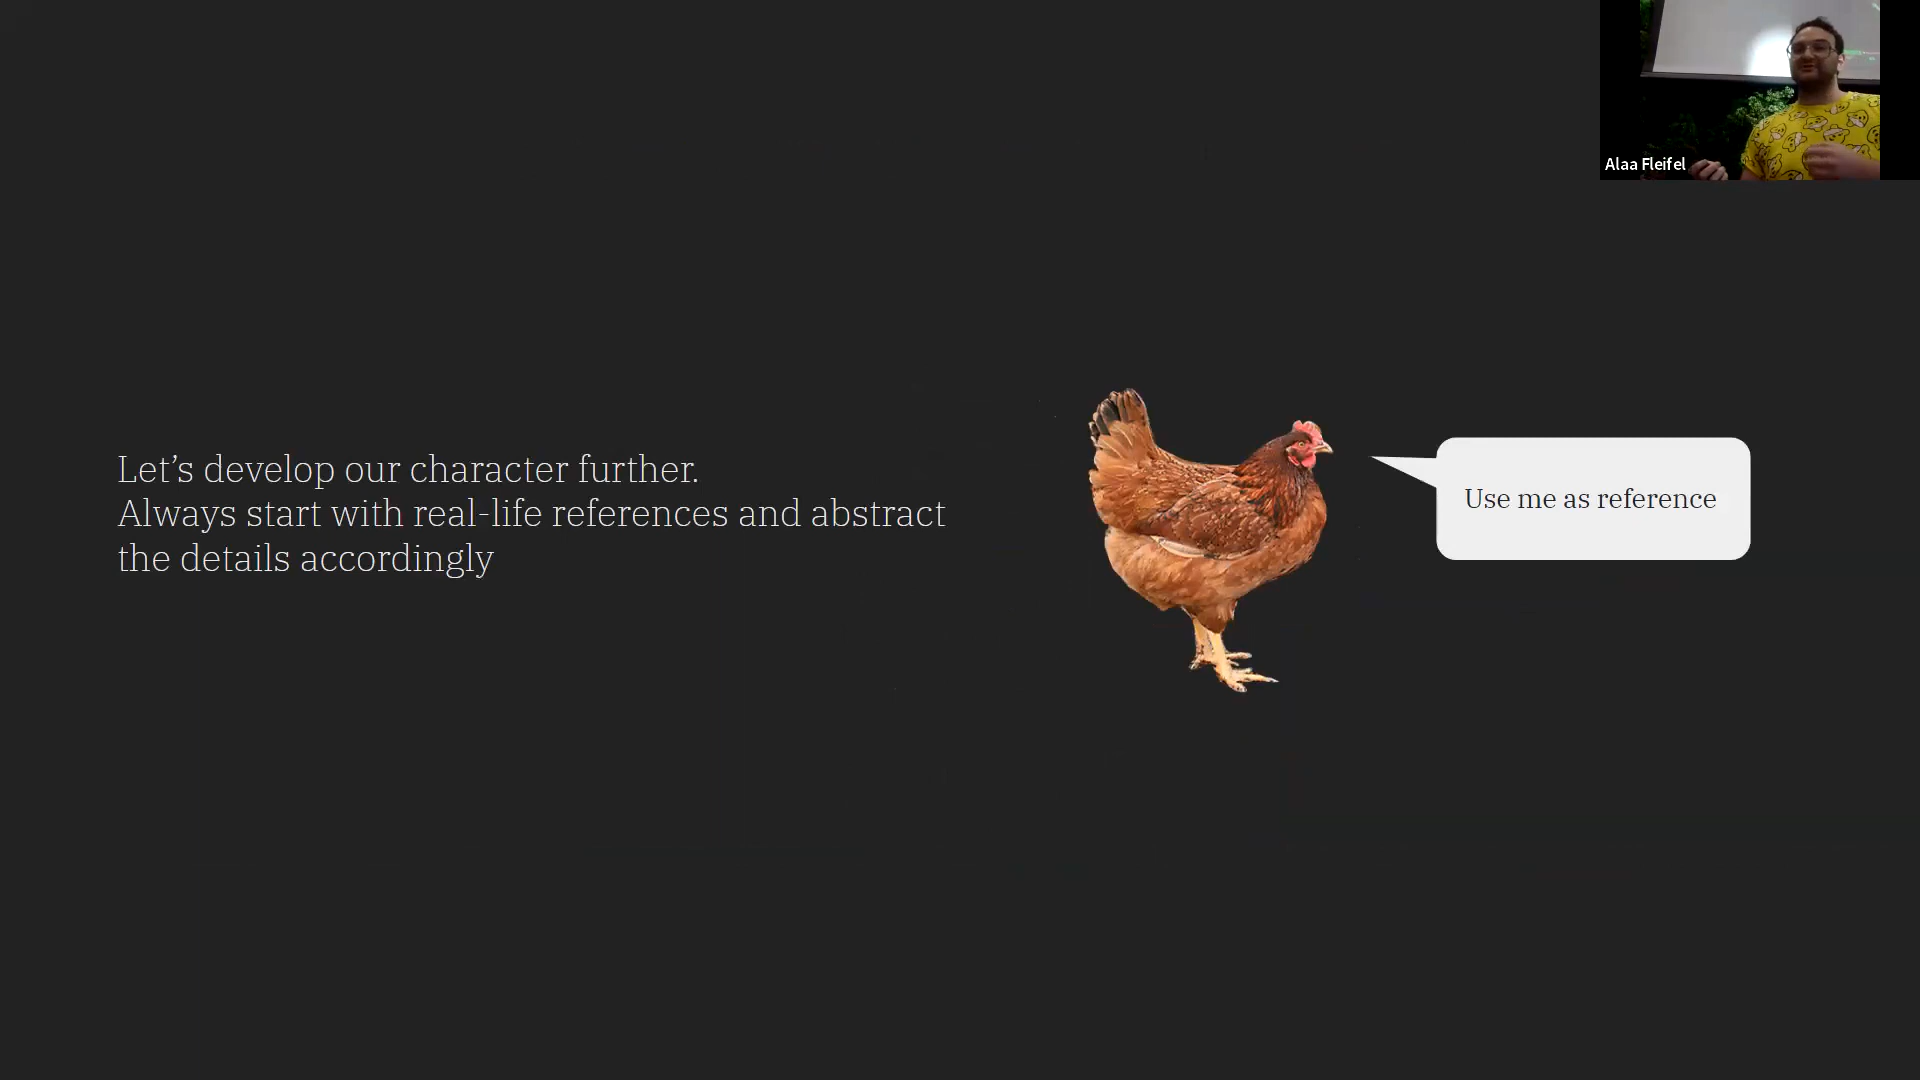 Let’s develop our character further.
Always start with real-life references and abstract
the details accordingly
Use me as reference
Alaa Fleifel